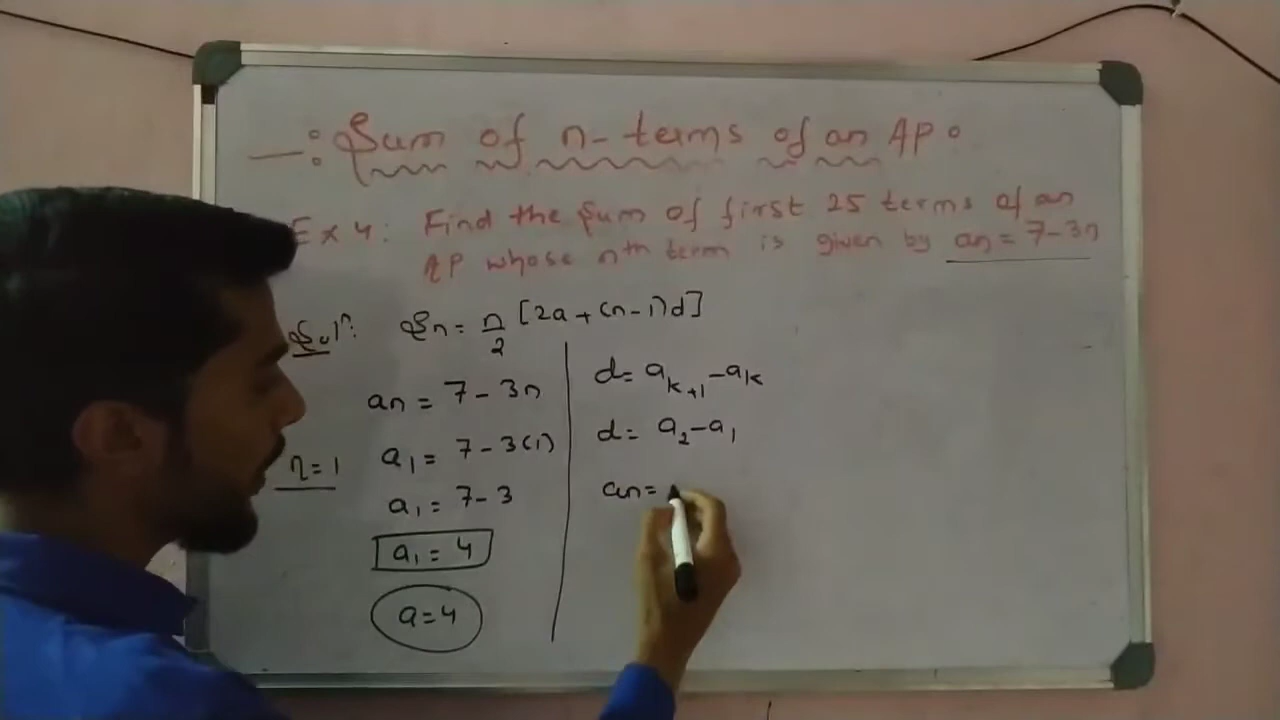 —: Sum of n-terms of an AP :
Ex 4: Find the sum of first 25 terms of an
AP whose nth term is given by an = 7-3n
Solⁿ: Sn = n/2 [2a + (n-1)d]
an = 7 - 3n
n=1 a₁ = 7 - 3(1)
a₁ = 7 - 3
a₁ = 4
a=4
d = aₖ₊₁ - aₖ
d = a₂ - a₁
an =